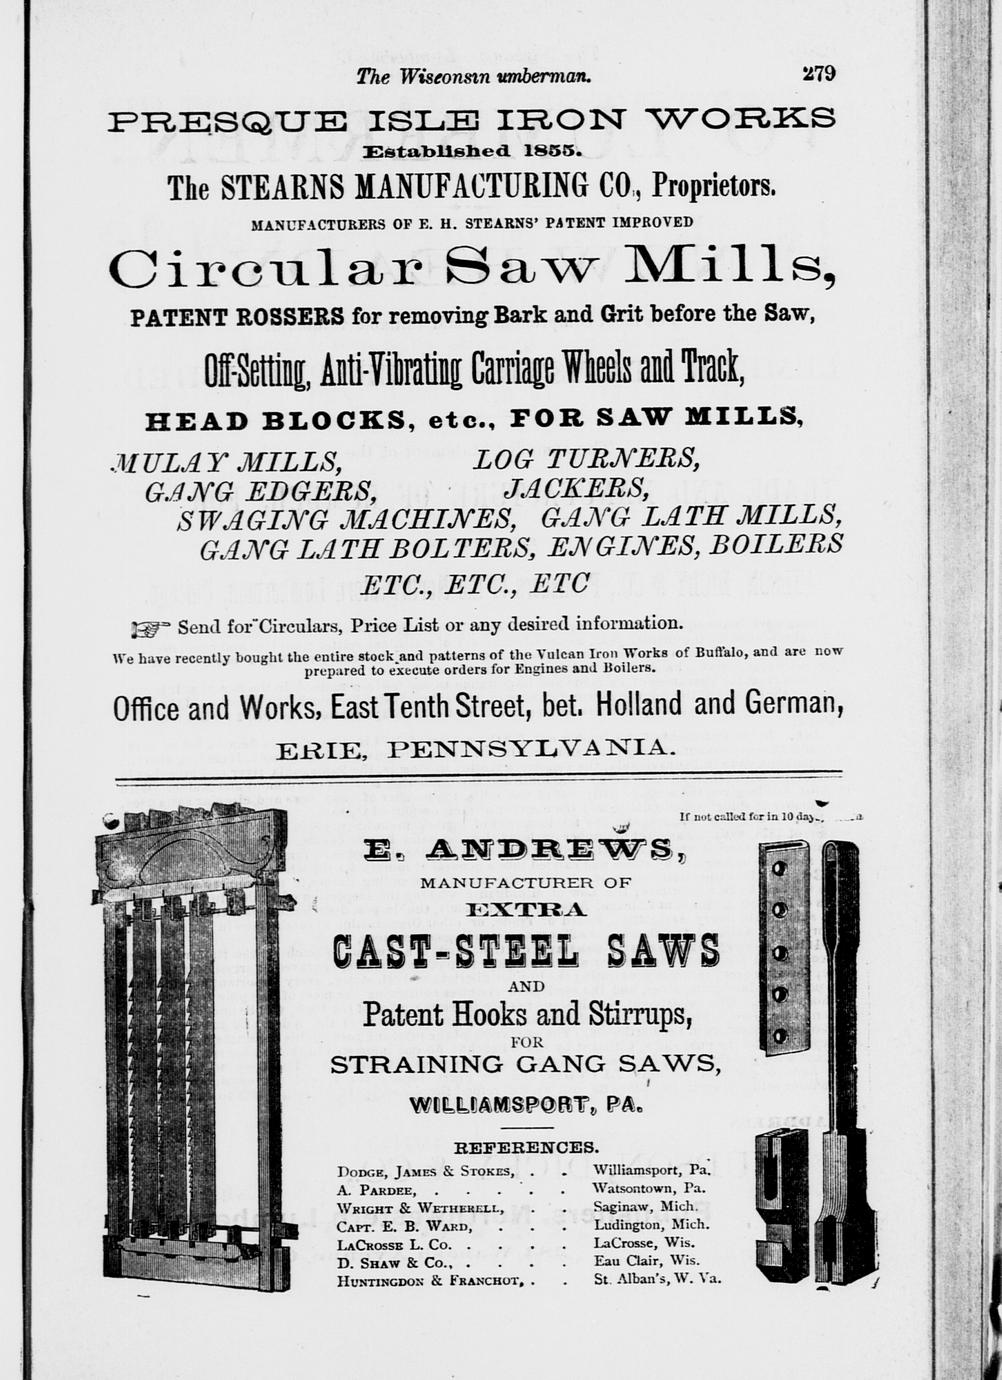 The Wisconsin umberman. 279
PRESQUE ISLE IRON WORKS
Established 1855.
The STEARNS MANUFACTURING CO., Proprietors.
MANUFACTURERS OF E. H. STEARNS' PATENT IMPROVED
Circular Saw Mills,
PATENT ROSSERS for removing Bark and Grit before the Saw,
Off-Setting, Anti-Vibrating Carriage Wheels and Track,
HEAD BLOCKS, etc., FOR SAW MILLS,
MULAY MILLS, LOG TURNERS,
GANG EDGERS, JACKERS,
SWAGING MACHINES, GANG LATH MILLS,
GANG LATH BOLTERS, ENGINES, BOILERS
ETC., ETC., ETC
☞ Send for Circulars, Price List or any desired information.
We have recently bought the entire stock and patterns of the Vulcan Iron Works of Buffalo, and are now
prepared to execute orders for Engines and Boilers.
Office and Works, East Tenth Street, bet. Holland and German,
ERIE, PENNSYLVANIA.
If not called for in 10 day
E. ANDREWS,
MANUFACTURER OF
EXTRA
CAST-STEEL SAWS
AND
Patent Hooks and Stirrups,
FOR
STRAINING GANG SAWS,
WILLIAMSPORT, PA.
REFERENCES.
DODGE, JAMES & STOKES, . . Williamsport, Pa.
A. PARDEE, . . . . . Watsontown, Pa.
WRIGHT & WETHERELL, . . Saginaw, Mich.
CAPT. E. B. WARD, . . . Ludington, Mich.
LACROSSE L. CO. . . . . LaCrosse, Wis.
D. SHAW & CO., . . . . Eau Clair, Wis.
HUNTINGDON & FRANCHOT, . . St. Alban's, W. Va.